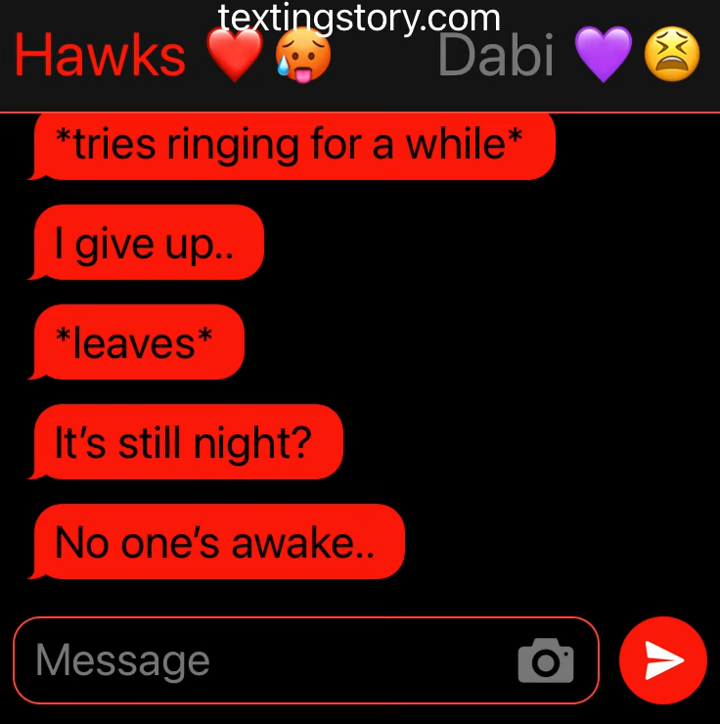 textingstory.com
Hawks ❤️🥵 Dabi 💜😫
*tries ringing for a while*
I give up..
*leaves*
It’s still night?
No one’s awake..
Message